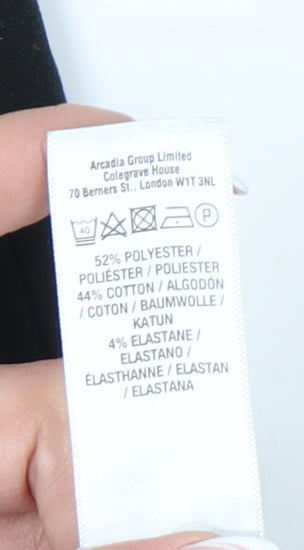 Arcadia Group Limited
Colegrave House
70 Berners St., London W1T 3NL
40 P
52% POLYESTER /
POLIÉSTER / POLIESTER
44% COTTON / ALGODÓN
/ COTON / BAUMWOLLE /
KATUN
4% ELASTANE /
ELASTANO /
ÉLASTHANNE / ELASTAN
/ ELASTANA